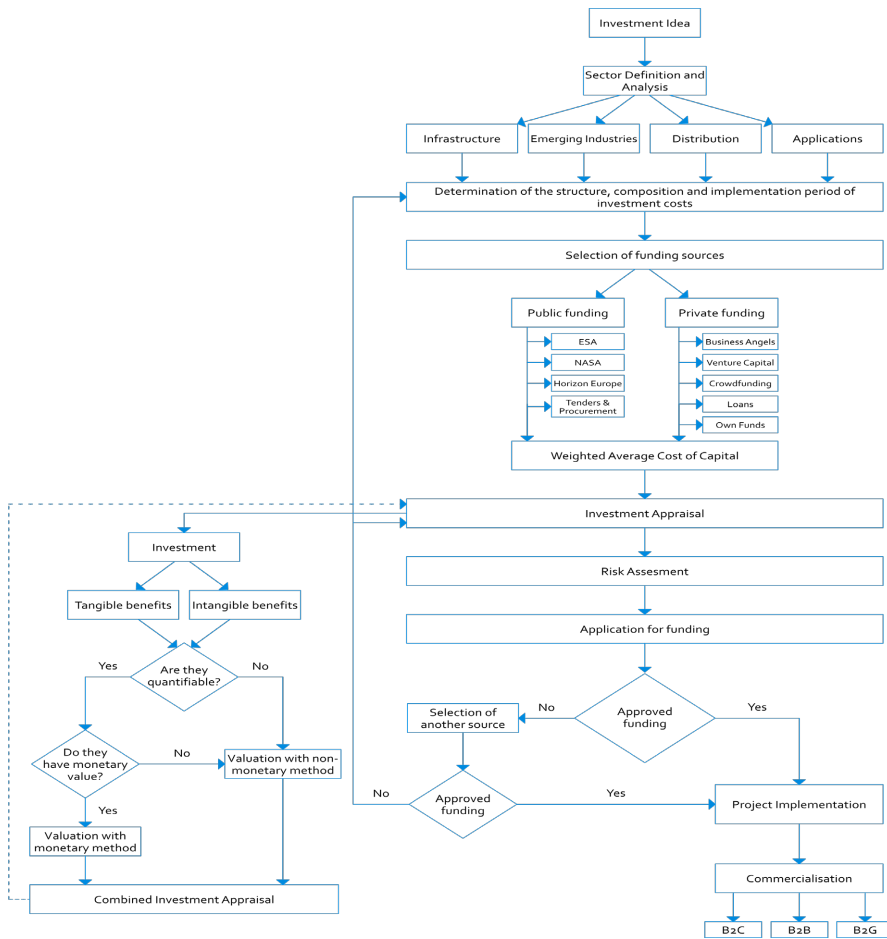 Investment Idea
Sector Definition and
Analysis
Infrastructure
Emerging Industries
Distribution
Applications
Determination of the structure, composition and implementation period of
investment costs
Selection of funding sources
Public funding
Private funding
ESA
Business Angels
NASA
Venture Capital
Horizon Europe
Crowdfunding
Tenders &
Procurement
Loans
Own Funds
Weighted Average Cost of Capital
Investment Appraisal
Investment
Risk Assesment
Tangible benefits
Intangible benefits
Application for funding
Yes
Are they
quantifiable?
No
Selection of
another source
No
Approved
funding
Yes
Do they
have monetary
value?
No
Valuation with non-
monetary method
No
Approved
funding
Yes
Project Implementation
Yes
Valuation with
monetary method
Commercialisation
Combined Investment Appraisal
B2C
B2B
B2G